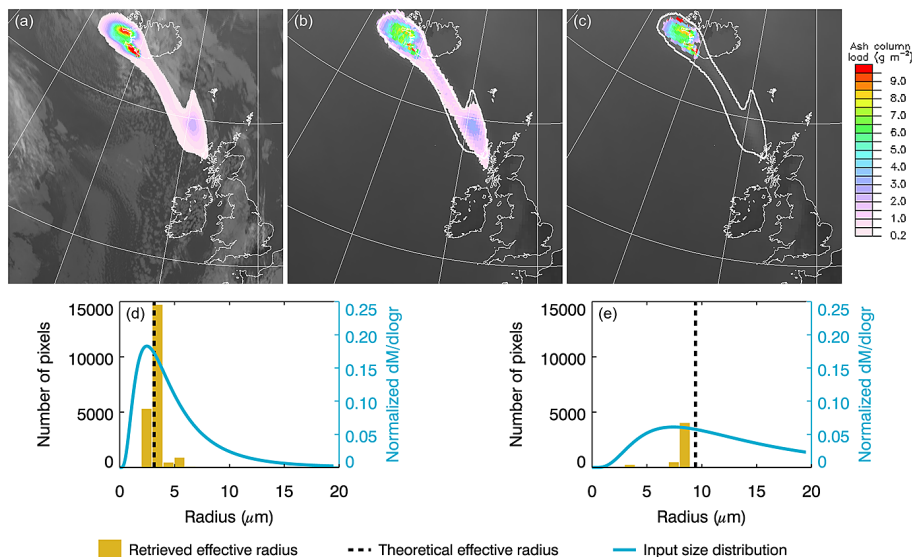 (a)
(b)
(c)
Ash column
load (g m⁻²)
9.0
8.0
7.0
6.0
5.0
4.0
3.0
2.0
1.0
0.2
(d)
15000
10000
5000
0
Number of pixels
0.25
0.20
0.15
0.10
0.05
0
Normalized dM/dlogr
0 5 10 15 20
Radius (μm)
(e)
15000
10000
5000
0
Number of pixels
0.25
0.20
0.15
0.10
0.05
0
Normalized dM/dlogr
0 5 10 15 20
Radius (μm)
Retrieved effective radius Theoretical effective radius Input size distribution